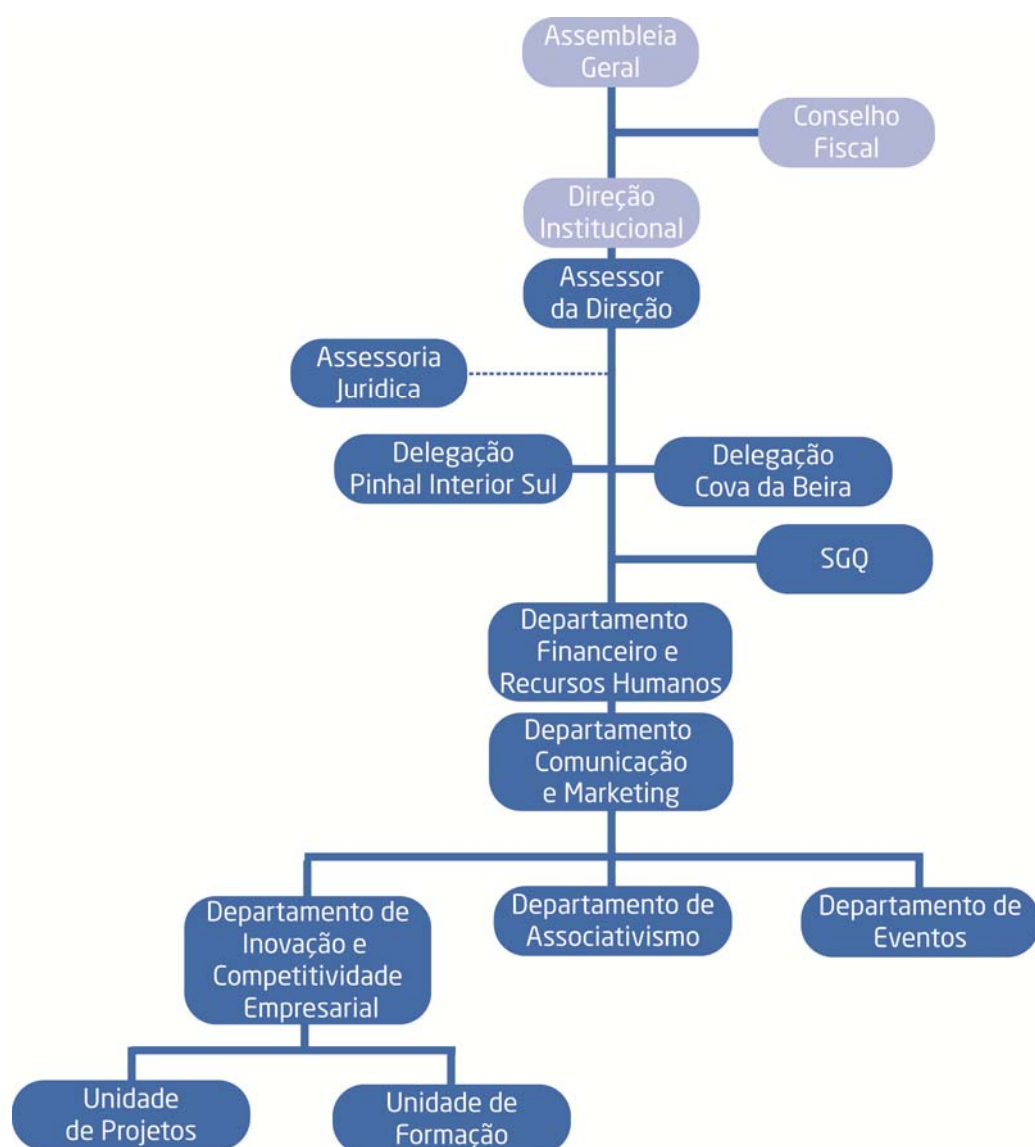 Assembleia
Geral
Conselho
Fiscal
Direção
Institucional
Assessor
da Direção
Assessoria
Juridica
Delegação
Pinhal Interior Sul
Delegação
Cova da Beira
SGQ
Departamento
Financeiro e
Recursos Humanos
Departamento
Comunicação
e Marketing
Departamento de
Inovação e
Competitividade
Empresarial
Departamento de
Associativismo
Departamento de
Eventos
Unidade
de Projetos
Unidade de
Formação